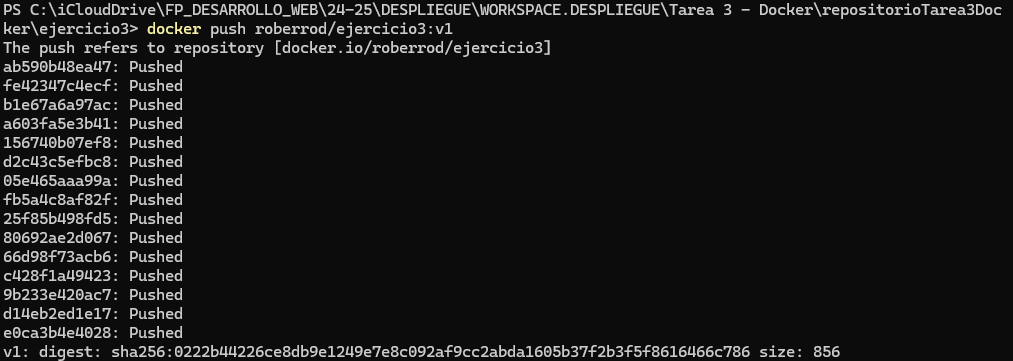 PS C:\iCloudDrive\FP_DESARROLLO_WEB\24-25\DESPLIEGUE\WORKSPACE.DESPLIEGUE\Tarea 3 - Docker\repositorioTarea3Doc
ker\ejercicio3> docker push roberrod/ejercicio3:v1
The push refers to repository [docker.io/roberrod/ejercicio3]
ab590b48ea47: Pushed
fe42347c4ecf: Pushed
b1e67a6a97ac: Pushed
a603fa5e3b41: Pushed
156740b07ef8: Pushed
d2c43c5efbc8: Pushed
05e465aaa99a: Pushed
fb5a4c8af82f: Pushed
25f85b498fd5: Pushed
80692ae2d067: Pushed
66d98f73acb6: Pushed
c428f1a49423: Pushed
9b233e420ac7: Pushed
d14eb2ed1e17: Pushed
e0ca3b4e4028: Pushed
v1: digest: sha256:0222b44226ce8db9e1249e7e8c092af9cc2abda1605b37f2b3f5f8616466c786 size: 856